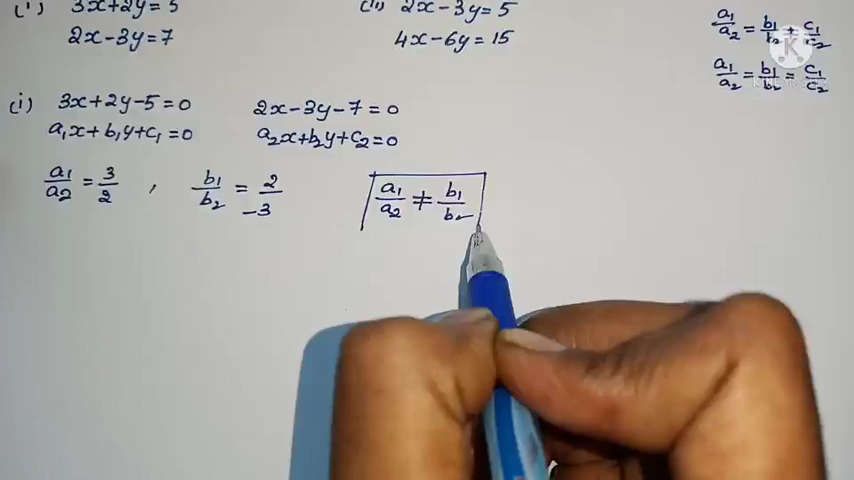 (i) 3x+2y=5 (ii) 2x-3y=5
2x-3y=7 4x-6y=15
a1/a2 = b1/b2 ≠ c1/c2
a1/a2 = b1/b2 = c1/c2
(i) 3x+2y-5=0 2x-3y-7=0
a1x+b1y+c1=0 a2x+b2y+c2=0
a1/a2 = 3/2 , b1/b2 = 2/-3 a1/a2 ≠ b1/b2